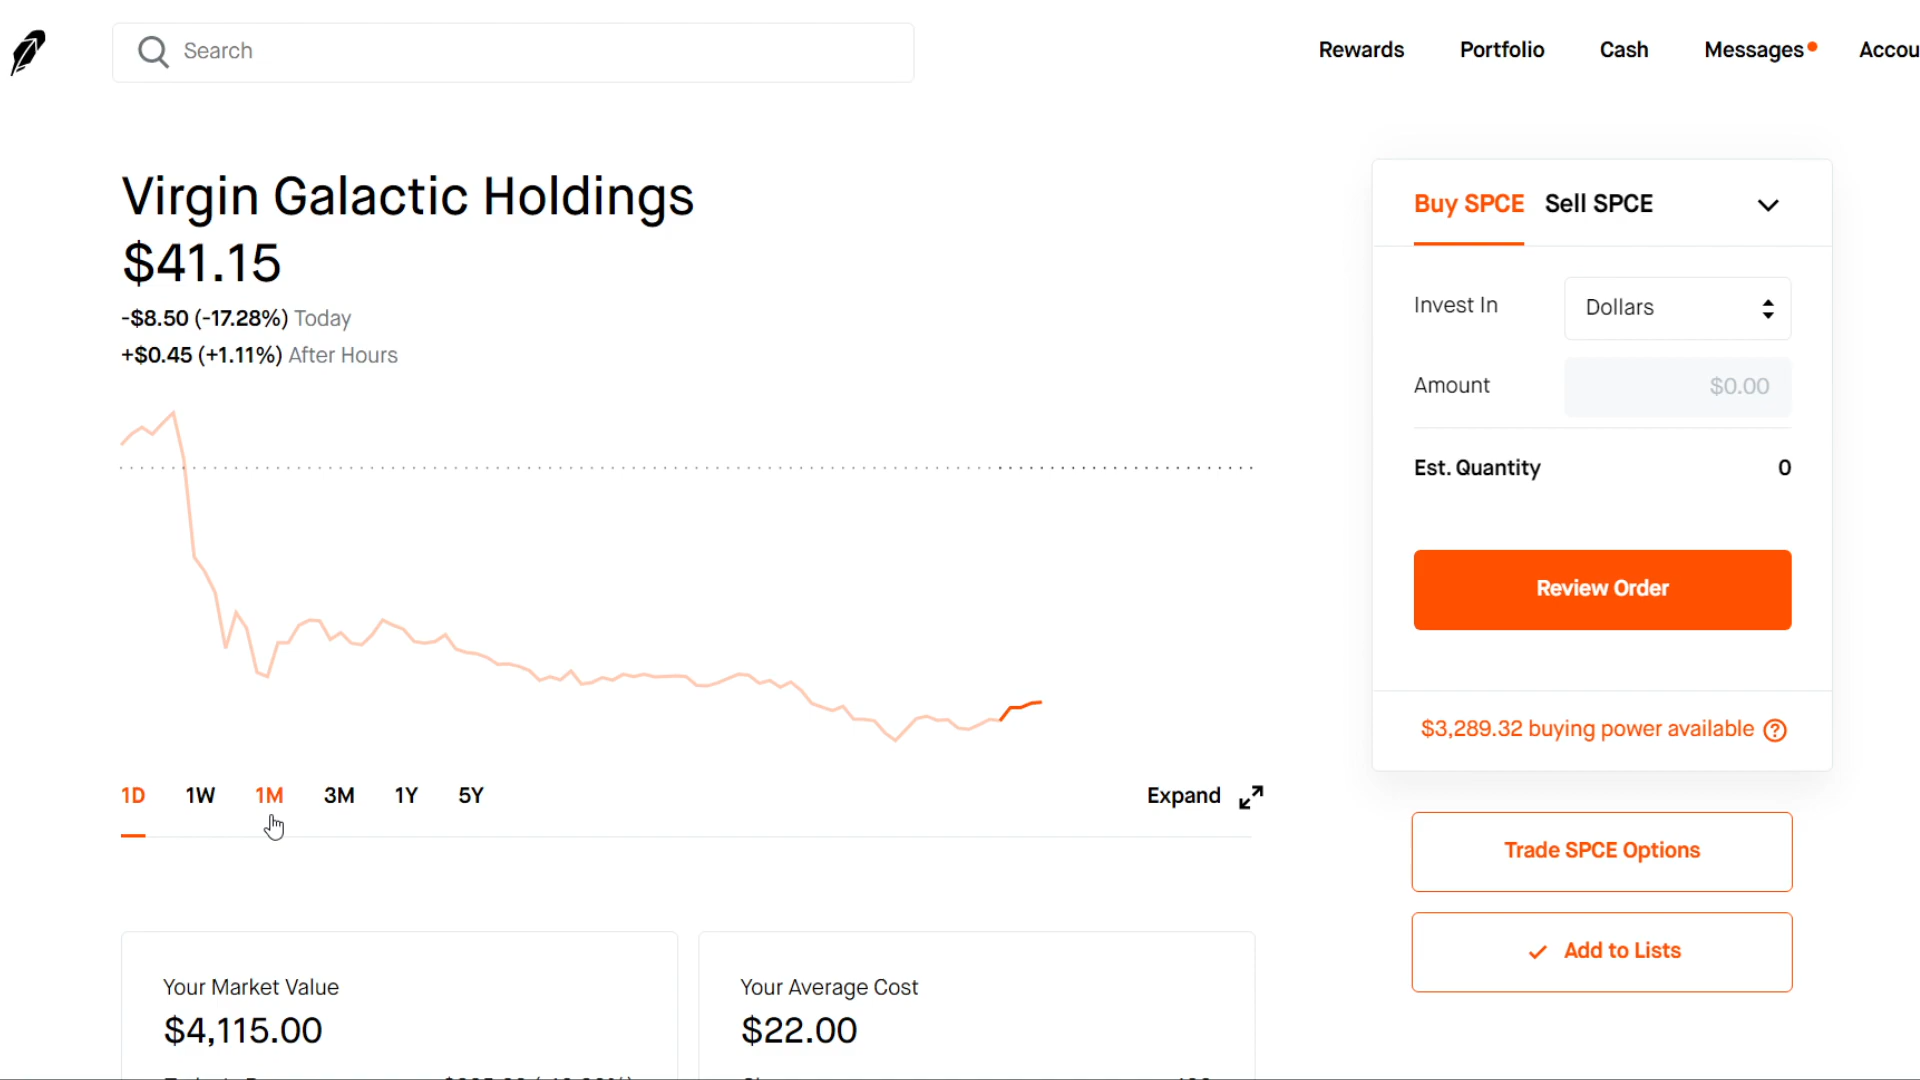 Search
Rewards
Portfolio
Cash
Messages
Accou
Virgin Galactic Holdings
$41.15
-$8.50 (-17.28%) Today
+$0.45 (+1.11%) After Hours
1D 1W 1M 3M 1Y 5Y
Expand
Your Market Value
$4,115.00
Your Average Cost
$22.00
Buy SPCE Sell SPCE
Invest In Dollars
Amount $0.00
Est. Quantity 0
Review Order
$3,289.32 buying power available ?
Trade SPCE Options
Add to Lists